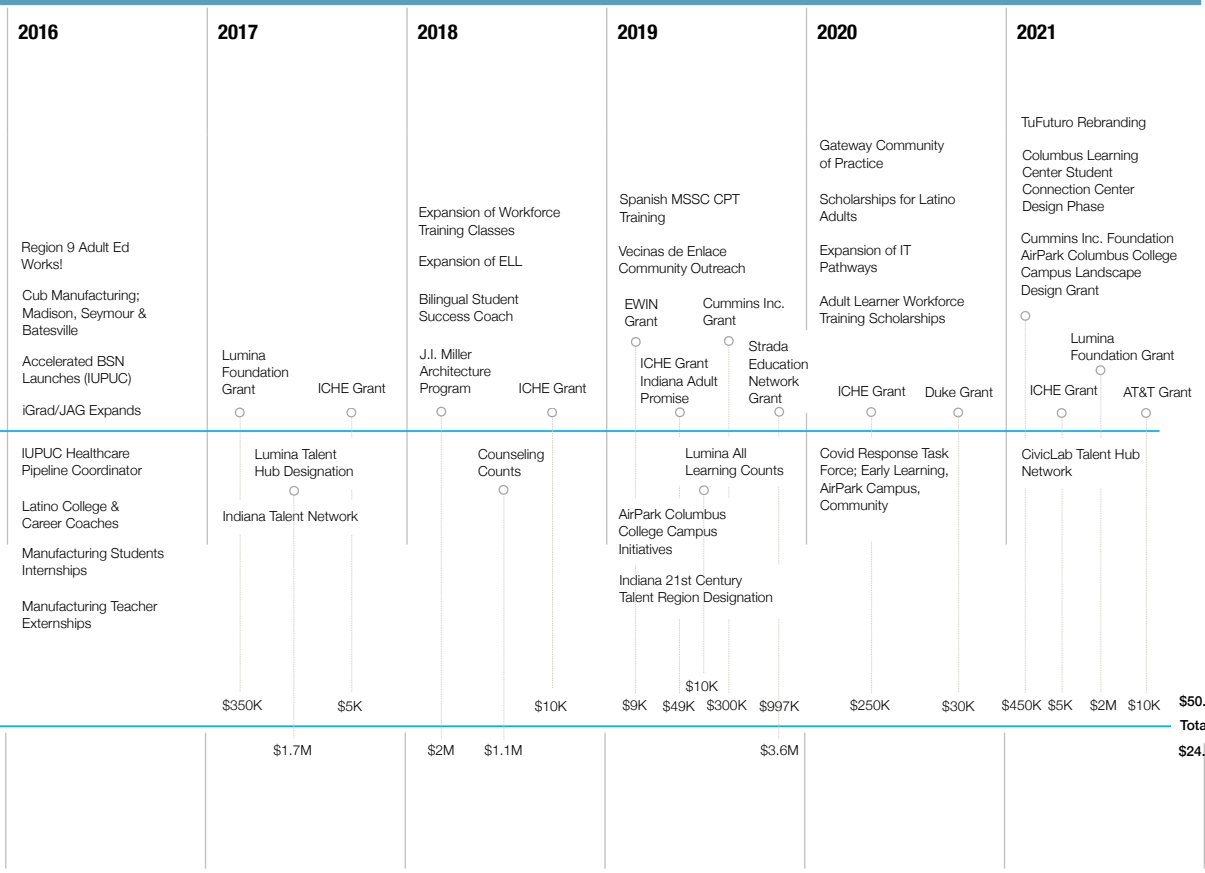 2016
2017
2018
2019
2020
2021
Region 9 Adult Ed
Works!
Cub Manufacturing;
Madison, Seymour &
Batesville
Accelerated BSN
Launches (IUPUC)
iGrad/JAG Expands
IUPUC Healthcare
Pipeline Coordinator
Latino College &
Career Coaches
Manufacturing Students
Internships
Manufacturing Teacher
Externships
Lumina
Foundation
Grant
ICHE Grant
Lumina Talent
Hub Designation
Indiana Talent Network
$350K
$5K
$1.7M
Expansion of Workforce
Training Classes
Expansion of ELL
Bilingual Student
Success Coach
J.I. Miller
Architecture
Program
ICHE Grant
Counseling
Counts
$10K
$2M
$1.1M
Spanish MSSC CPT
Training
Vecinas de Enlace
Community Outreach
EWIN
Grant
Cummins Inc.
Grant
ICHE Grant
Indiana Adult
Promise
Strada
Education
Network
Grant
Lumina All
Learning Counts
AirPark Columbus
College Campus
Initiatives
Indiana 21st Century
Talent Region Designation
$10K
$9K
$49K
$300K
$997K
$3.6M
Gateway Community
of Practice
Scholarships for Latino
Adults
Expansion of IT
Pathways
Adult Learner Workforce
Training Scholarships
ICHE Grant
Duke Grant
Covid Response Task
Force; Early Learning,
AirPark Campus,
Community
$250K
$30K
TuFuturo Rebranding
Columbus Learning
Center Student
Connection Center
Design Phase
Cummins Inc. Foundation
AirPark Columbus College
Campus Landscape
Design Grant
Lumina
Foundation Grant
ICHE Grant
AT&T Grant
CivicLab Talent Hub
Network
$450K
$5K
$2M
$10K
$50.
$24.